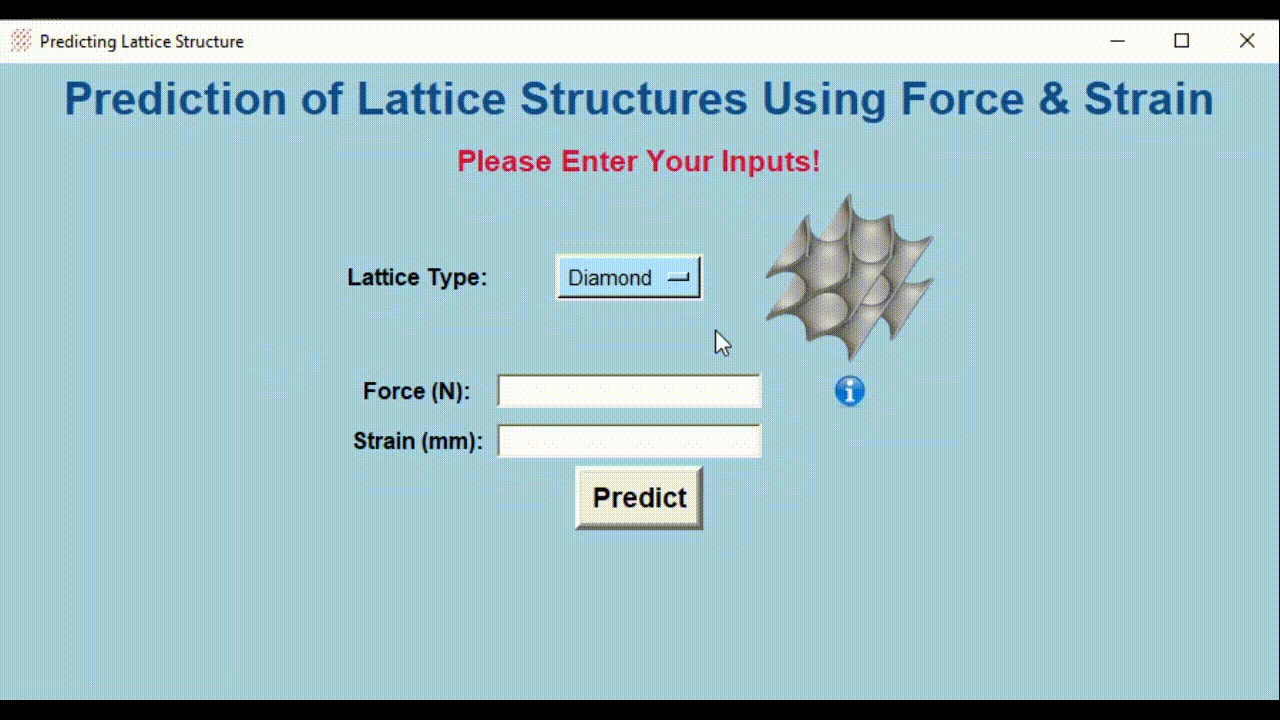 Predicting Lattice Structure
Prediction of Lattice Structures Using Force & Strain
Please Enter Your Inputs!
Lattice Type:
Diamond
Force (N):
i
Strain (mm):
Predict